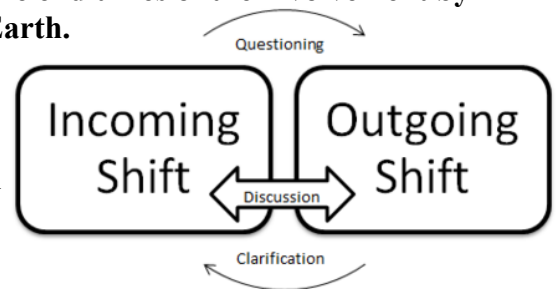 Earth.
Questioning
Incoming Shift
Outgoing Shift
Discussion
Clarification